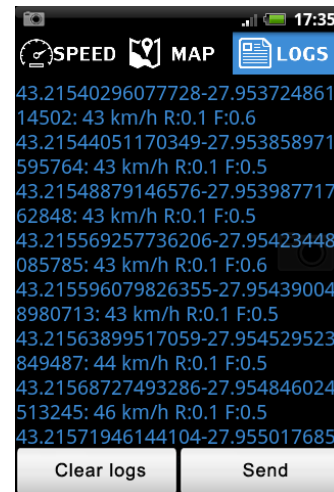 17:35
SPEED MAP LOGS
43.21540296077728-27.953724861
14502: 43 km/h R:0.1 F:0.6
43.21544051170349-27.953858971
595764: 43 km/h R:0.1 F:0.5
43.21548879146576-27.953987717
62848: 43 km/h R:0.1 F:0.5
43.215569257736206-27.95423448
085785: 43 km/h R:0.1 F:0.6
43.215596079826355-27.95439004
8980713: 43 km/h R:0.1 F:0.5
43.21563899517059-27.954529523
849487: 44 km/h R:0.1 F:0.5
43.21568727493286-27.954846024
513245: 46 km/h R:0.1 F:0.5
43.21571946144104-27.955017685
Clear logs Send